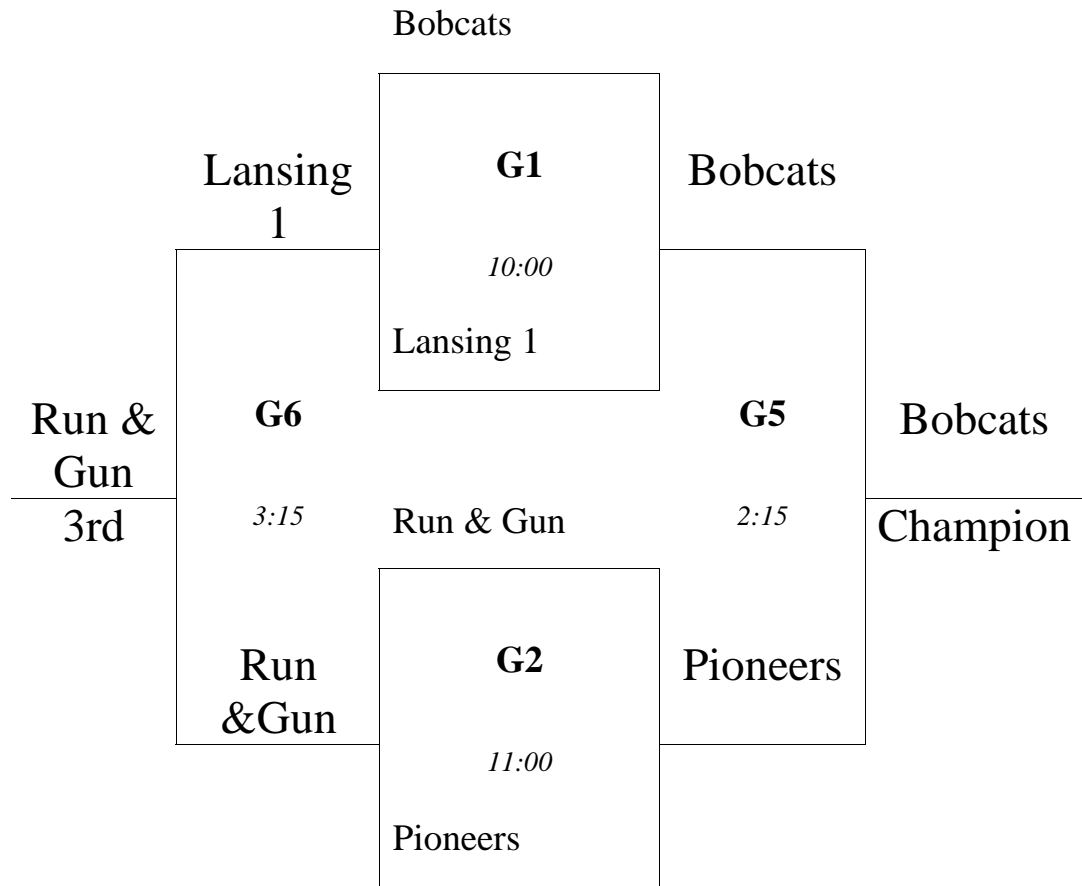 Bobcats
Lansing
1
G1
Bobcats
10:00
Lansing 1
Run &
Gun
G6
G5
Bobcats
3rd
3:15
Run & Gun
2:15
Champion
Run
&Gun
G2
Pioneers
11:00
Pioneers